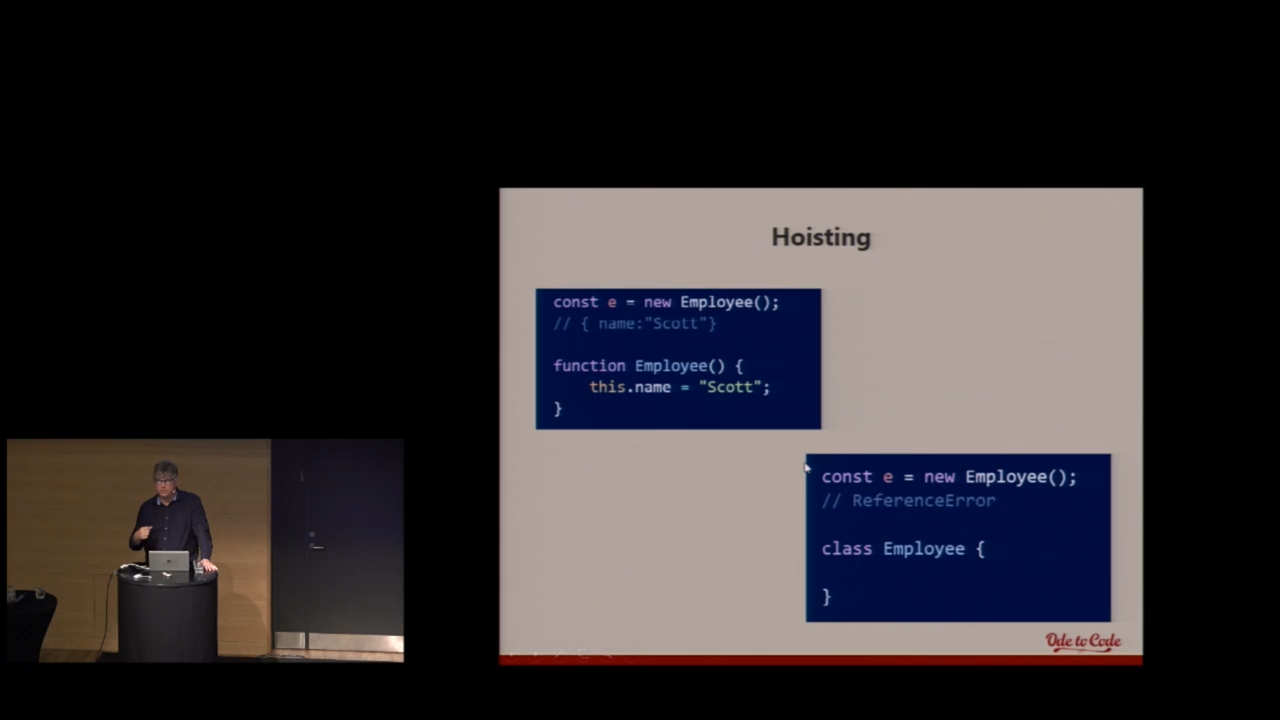 Hoisting
const e = new Employee();
// { name:"Scott"}
function Employee() {
this.name = "Scott";
}
const e = new Employee();
// ReferenceError
class Employee {
}
Ode to Code